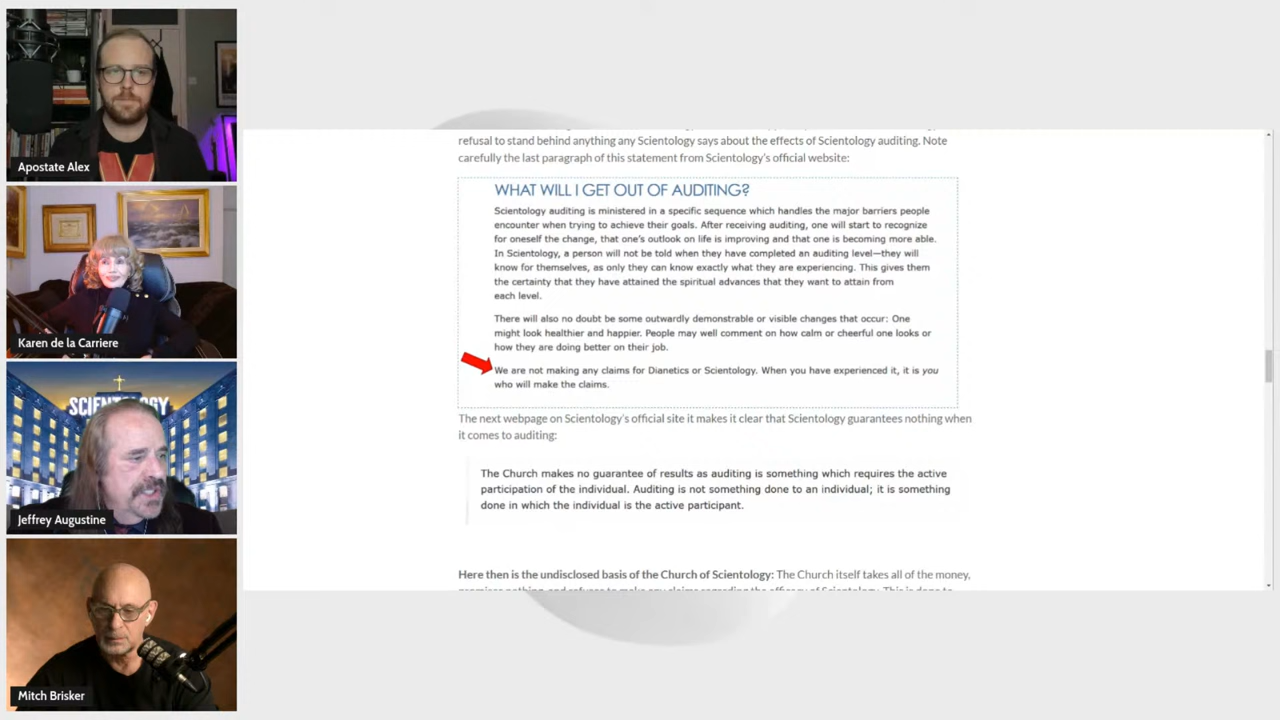 Apostate Alex
Karen de la Carriere
SCIENTOLOGY
Jeffrey Augustine
Mitch Brisker
refusal to stand behind anything any Scientology says about the effects of Scientology auditing. Note
carefully the last paragraph of this statement from Scientology's official website:
WHAT WILL I GET OUT OF AUDITING?
Scientology auditing is ministered in a specific sequence which handles the major barriers people
encounter when trying to achieve their goals. After receiving auditing, one will start to recognize
for oneself the change, that one's outlook on life is improving and that one is becoming more able.
In Scientology, a person will not be told when they have completed an auditing level—they will
know for themselves, as only they can know exactly what they are experiencing. This gives them
the certainty that they have attained the spiritual advances that they want to attain from
each level.
There will also no doubt be some outwardly demonstrable or visible changes that occur: One
might look healthier and happier. People may well comment on how calm or cheerful one looks or
how they are doing better on their job.
We are not making any claims for Dianetics or Scientology. When you have experienced it, it is you
who will make the claims.
The next webpage on Scientology's official site it makes it clear that Scientology guarantees nothing when
it comes to auditing:
The Church makes no guarantee of results as auditing is something which requires the active
participation of the individual. Auditing is not something done to an individual; it is something
done in which the individual is the active participant.
Here then is the undisclosed basis of the Church of Scientology: The Church itself takes all of the money,